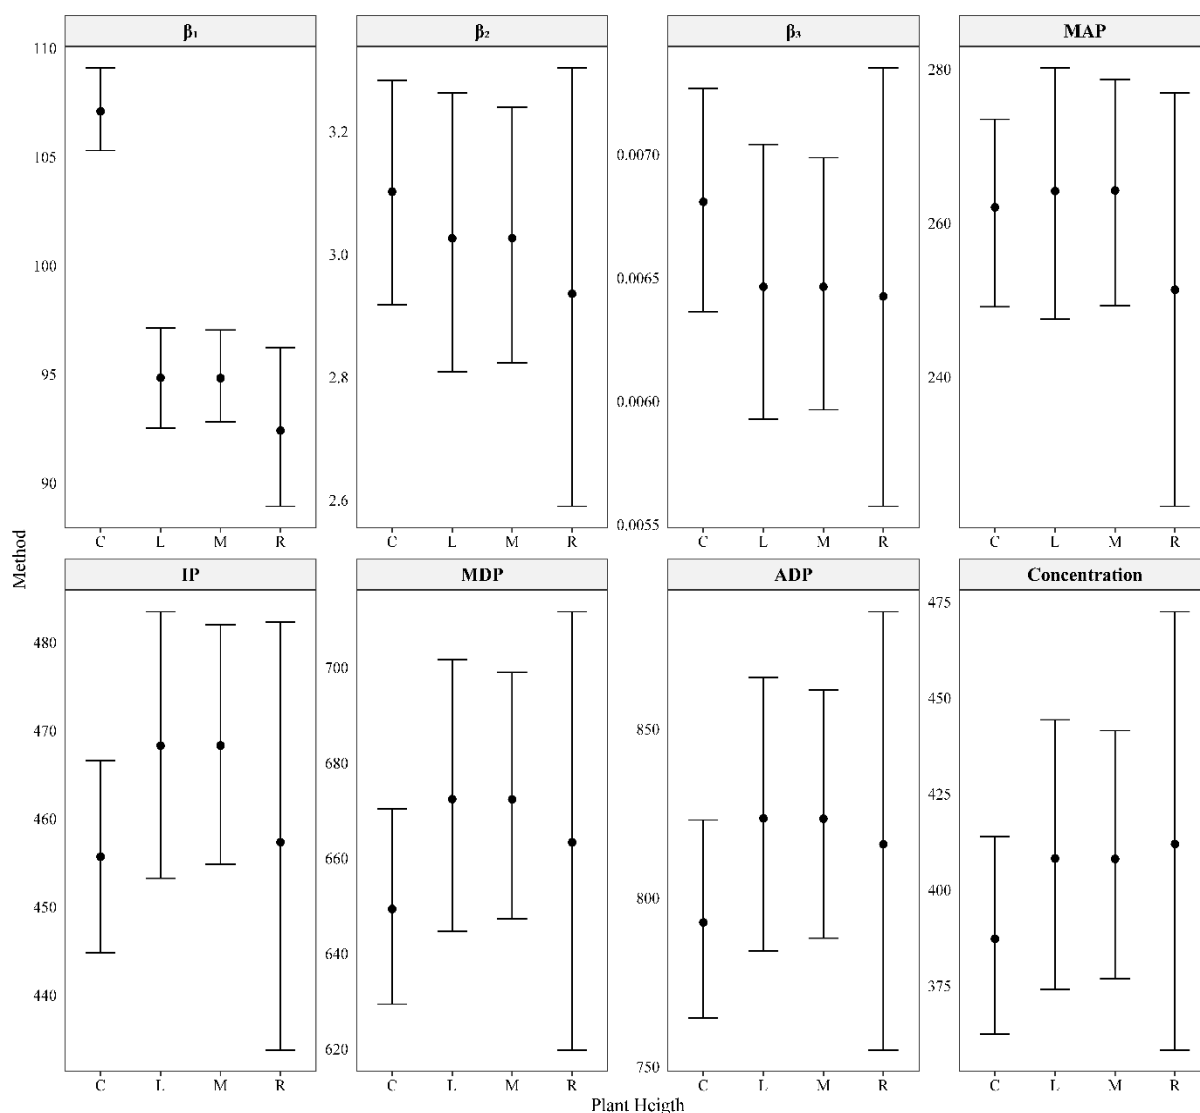 β₁
β₂
β₃
MAP
110
105
100
95
90
3.2
3.0
2.8
2.6
0.0070
0.0065
0.0060
0.0055
280
260
240
C L M R
C L M R
C L M R
C L M R
Method
IP
MDP
ADP
Concentration
480
470
460
450
440
700
680
660
640
620
850
800
750
475
450
425
400
375
C L M R
C L M R
C L M R
C L M R
Plant Heigth